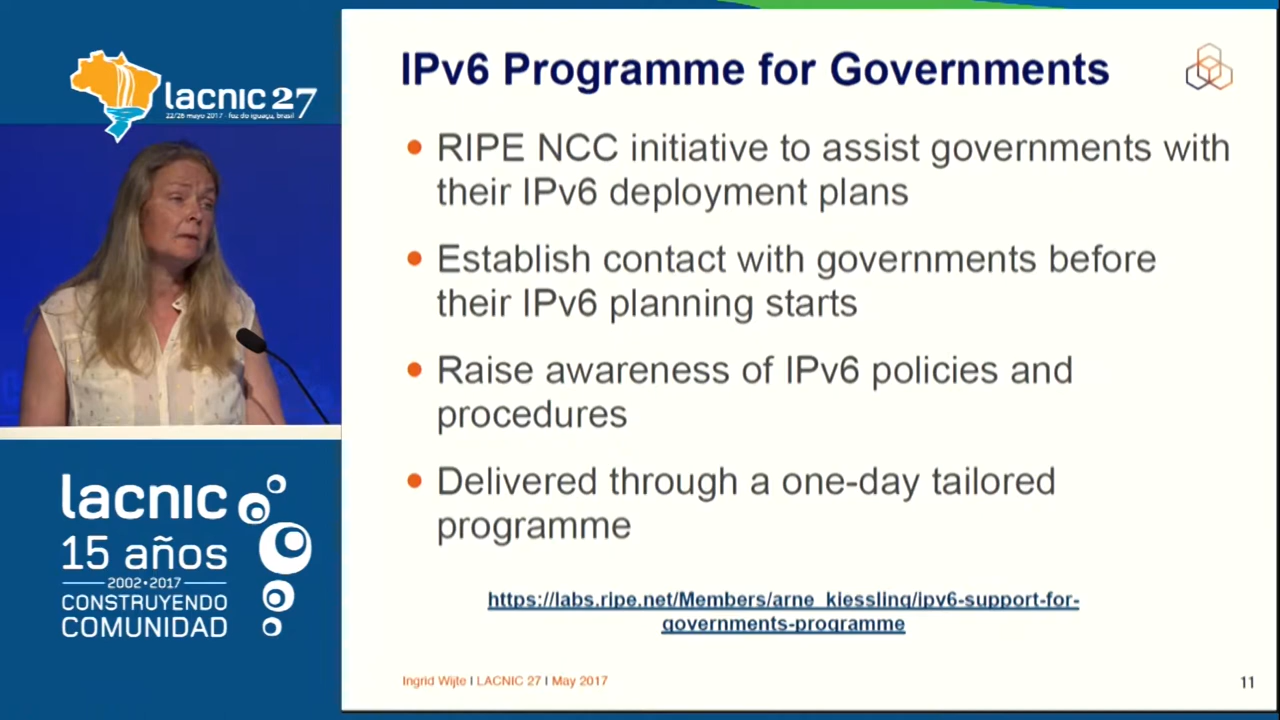 lacnic 27
22/26 mayo 2017 - foz do iguaçu, brasil
IPv6 Programme for Governments
RIPE NCC initiative to assist governments with
their IPv6 deployment plans
Establish contact with governments before
their IPv6 planning starts
Raise awareness of IPv6 policies and
procedures
Delivered through a one-day tailored
programme
https://labs.ripe.net/Members/arne_kiessling/ipv6-support-for-
governments-programme
Ingrid Wijte I LACNIC 27 I May 2017
11
lacnic
15 años
2002•2017
CONSTRUYENDO
COMUNIDAD